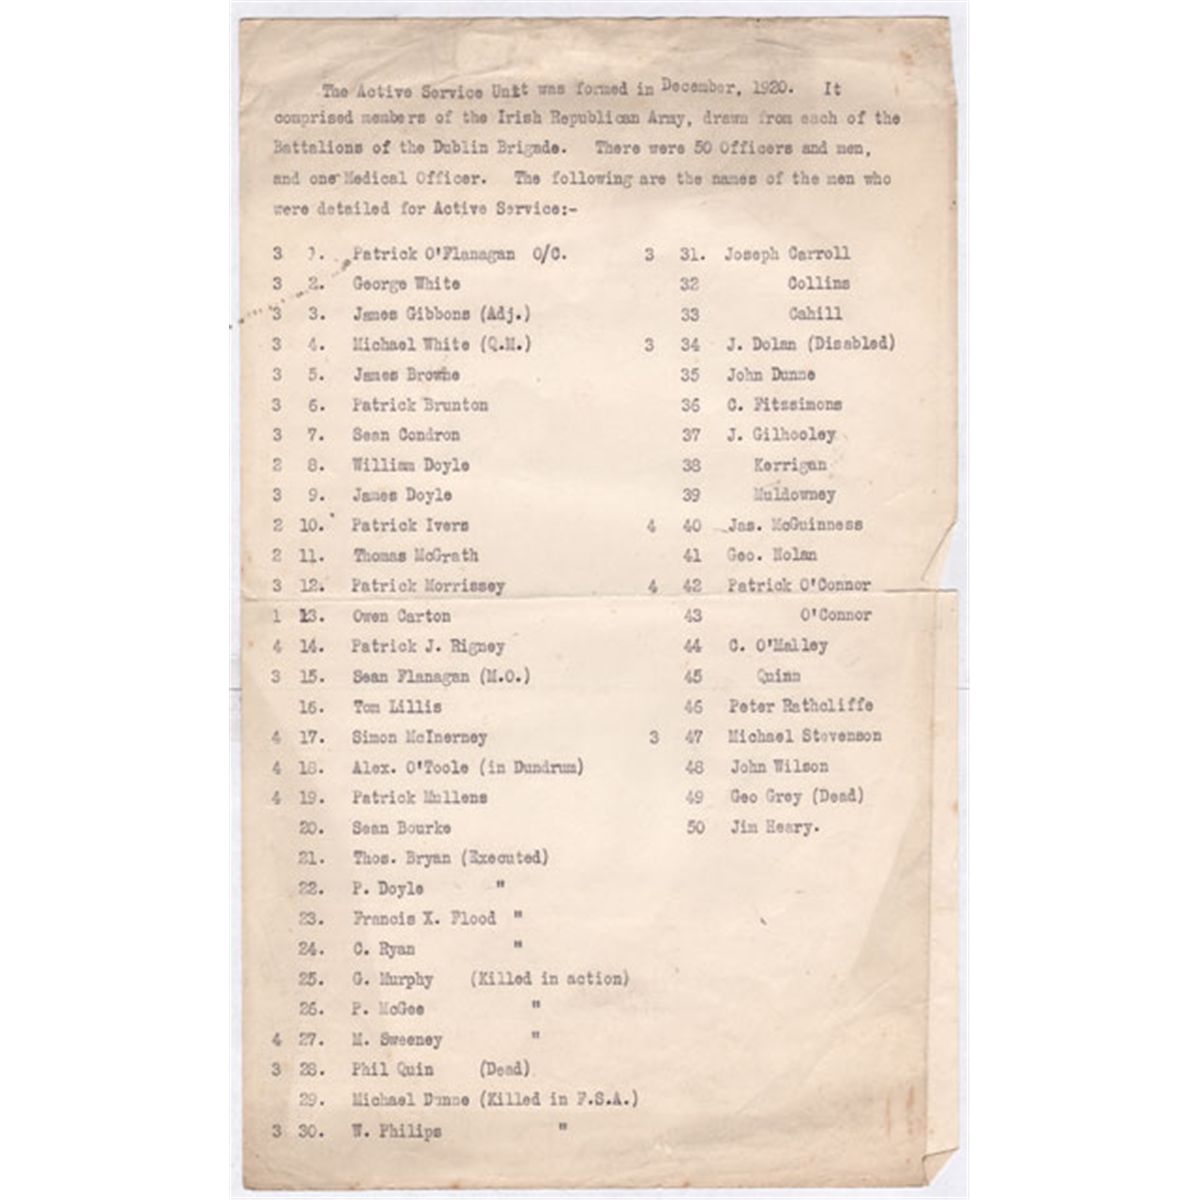 The Active Service Unit was formed in December, 1920. It
comprised members of the Irish Republican Army, drawn from each of the
Battalions of the Dublin Brigade. There were 50 Officers and men,
and one Medical Officer. The following are the names of the men who
were detailed for Active Service:-
3 1. Patrick O'Flanagan O/C.
3 2. George White
3 3. James Gibbons (Adj.)
3 4. Michael White (Q.M.)
3 5. James Browne
3 6. Patrick Brunton
3 7. Sean Condron
2 8. William Doyle
3 9. James Doyle
2 10. Patrick Ivers
2 11. Thomas McGrath
3 12. Patrick Morrissey
1 13. Owen Carton
4 14. Patrick J. Rigney
3 15. Sean Flanagan (M.O.)
16. Tom Lillis
4 17. Simon McInerney
4 18. Alex. O'Toole (in Dundrum)
4 19. Patrick Mullens
20. Sean Bourke
21. Thos. Bryan (Executed)
22. P. Doyle "
23. Francis X. Flood "
24. C. Ryan "
25. G. Murphy (Killed in action)
26. P. McGee "
4 27. M. Sweeney "
3 28. Phil Quin (Dead)
29. Michael Dunne (Killed in F.S.A.)
3 30. W. Philips "
3 31. Joseph Carroll
32 Collins
33 Cahill
3 34 J. Dolan (Disabled)
35 John Dunne
36 C. Fitzsimons
37 J. Gilhooley
38 Kerrigan
39 Muldowney
4 40 Jas. McGuinness
41 Geo. Nolan
4 42 Patrick O'Connor
43 O'Connor
44 C. O'Malley
45 Quinn
46 Peter Rathcliffe
3 47 Michael Stevenson
48 John Wilson
49 Geo Grey (Dead)
50 Jim Heary.